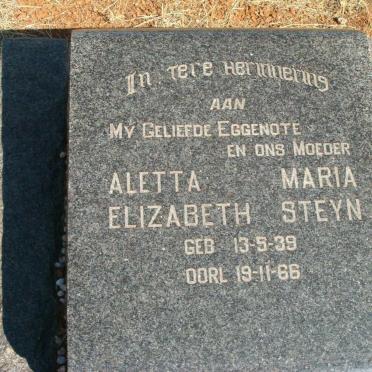 In tere herinnering
AAN
MY GELIEFDE EGGENOTE
EN ONS MOEDER
ALETTA MARIA
ELIZABETH STEYN
GEB 13-5-39
OORL 19-11-66